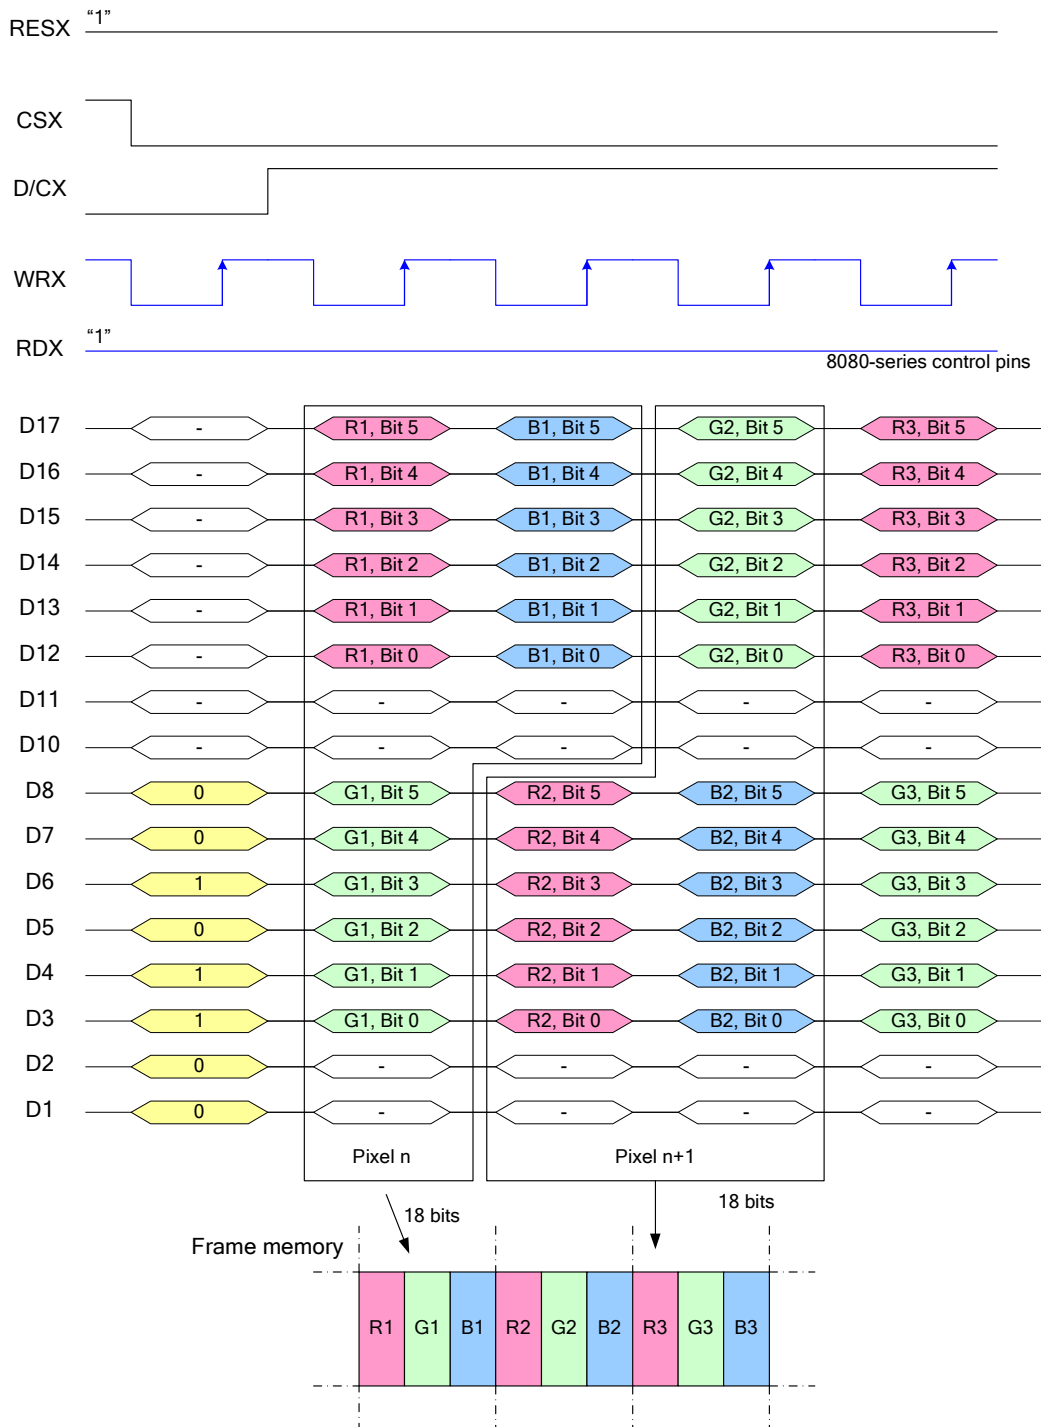 RESX “1”
CSX
D/CX
WRX
RDX “1”
8080-series control pins
D17 - R1, Bit 5 B1, Bit 5 G2, Bit 5 R3, Bit 5
D16 - R1, Bit 4 B1, Bit 4 G2, Bit 4 R3, Bit 4
D15 - R1, Bit 3 B1, Bit 3 G2, Bit 3 R3, Bit 3
D14 - R1, Bit 2 B1, Bit 2 G2, Bit 2 R3, Bit 2
D13 - R1, Bit 1 B1, Bit 1 G2, Bit 1 R3, Bit 1
D12 - R1, Bit 0 B1, Bit 0 G2, Bit 0 R3, Bit 0
D11 - - - - -
D10 - - - - -
D8 0 G1, Bit 5 R2, Bit 5 B2, Bit 5 G3, Bit 5
D7 0 G1, Bit 4 R2, Bit 4 B2, Bit 4 G3, Bit 4
D6 1 G1, Bit 3 R2, Bit 3 B2, Bit 3 G3, Bit 3
D5 0 G1, Bit 2 R2, Bit 2 B2, Bit 2 G3, Bit 2
D4 1 G1, Bit 1 R2, Bit 1 B2, Bit 1 G3, Bit 1
D3 1 G1, Bit 0 R2, Bit 0 B2, Bit 0 G3, Bit 0
D2 0 - - - -
D1 0 - - - -
Pixel n Pixel n+1
18 bits 18 bits
Frame memory
R1 G1 B1 R2 G2 B2 R3 G3 B3